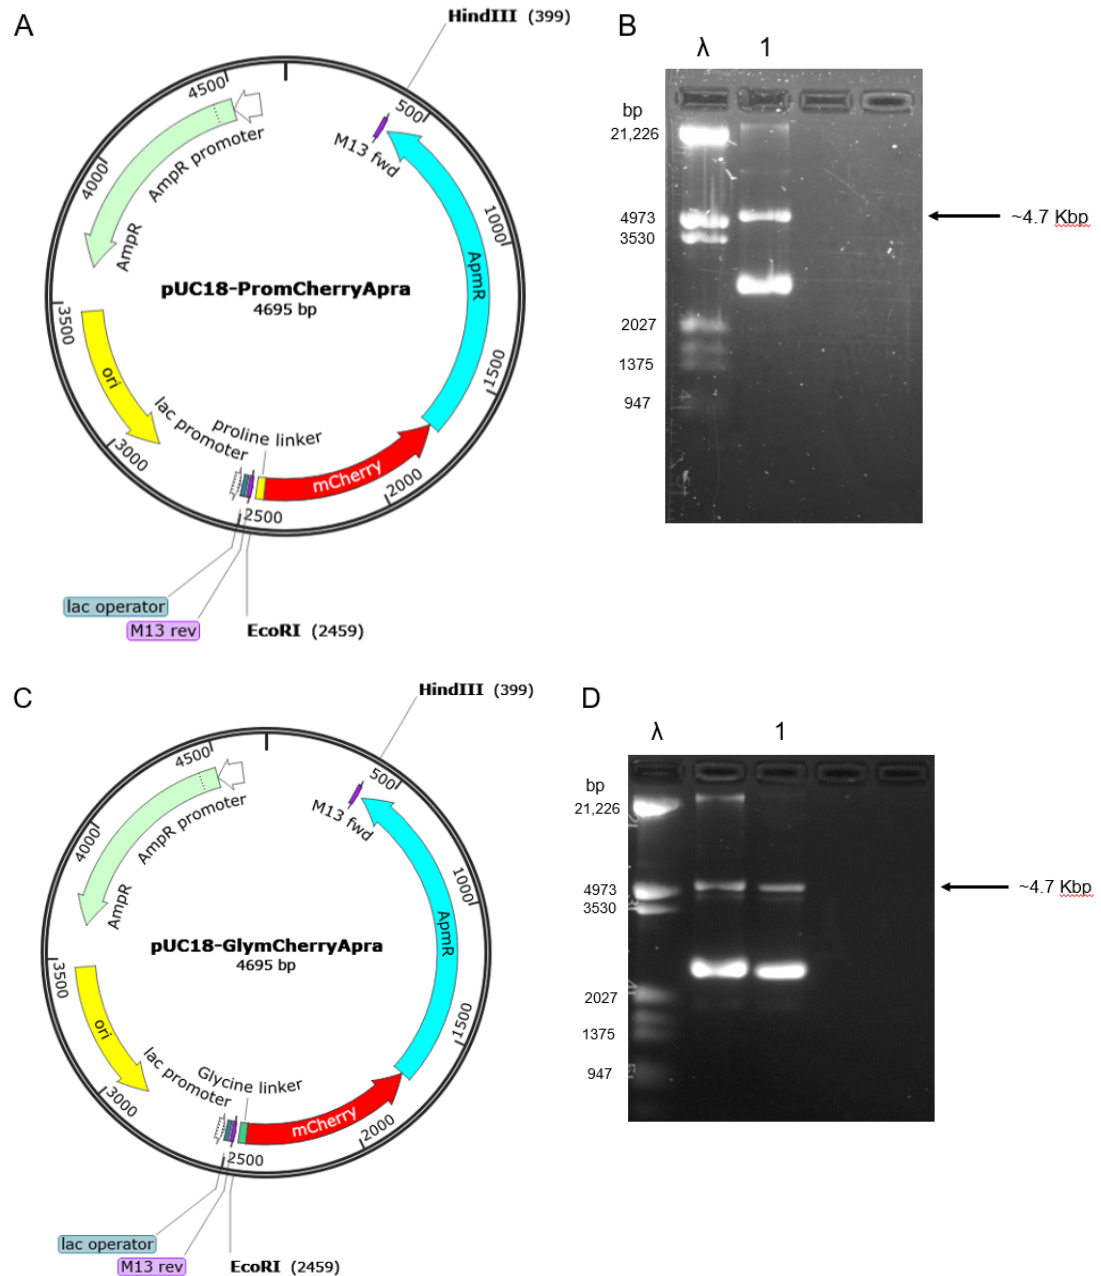 A
HindIII (399)
4500
500
AmpR promoter
M13 fwd
4000
1000
AmpR
ApmR
pUC18-PromCherryApra
4695 bp
3500
1500
ori
lac promoter
proline linker
3000
mCherry
2000
2500
lac operator
M13 rev
EcoRI (2459)
B
λ 1
bp
21,226
4973
~4.7 Kbp
3530
2027
1375
947
C
HindIII (399)
4500
500
AmpR promoter
M13 fwd
4000
1000
AmpR
ApmR
pUC18-GlymCherryApra
4695 bp
3500
1500
ori
lac promoter
Glycine linker
3000
mCherry
2000
2500
lac operator
M13 rev
EcoRI (2459)
D
λ 1
bp
21,226
4973
~4.7 Kbp
3530
2027
1375
947